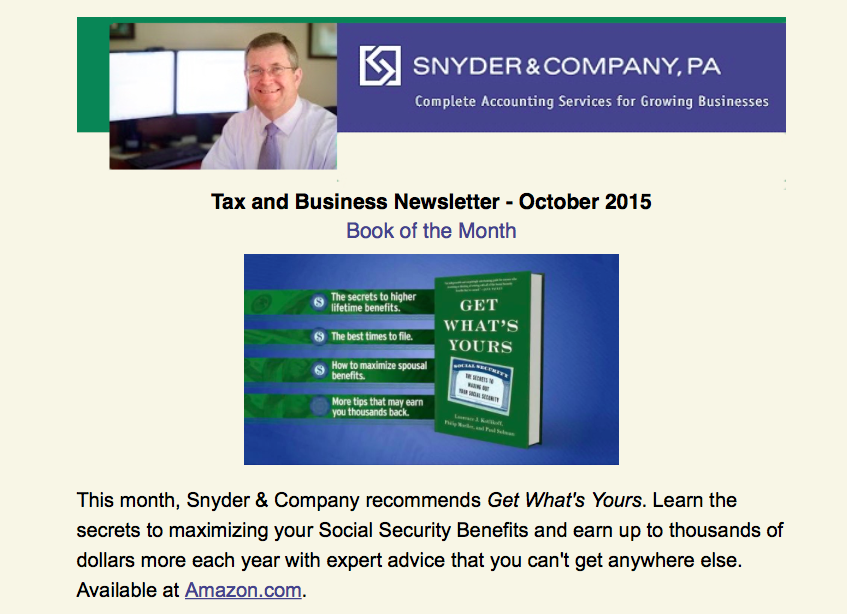 SNYDER & COMPANY, PA
Complete Accounting Services for Growing Businesses
Tax and Business Newsletter - October 2015
Book of the Month
The secrets to higher
lifetime benefits.
The best times to file.
How to maximize spousal
benefits.
More tips that may earn
you thousands back.
GET
WHAT'S
YOURS
SOCIAL SECURITY
THE SECRETS TO
MAXING OUT
YOUR SOCIAL SECURITY
Laurence J. Kotlikoff,
Philip Moeller, and Paul Solman
This month, Snyder & Company recommends Get What's Yours. Learn the
secrets to maximizing your Social Security Benefits and earn up to thousands of
dollars more each year with expert advice that you can't get anywhere else.
Available at Amazon.com.